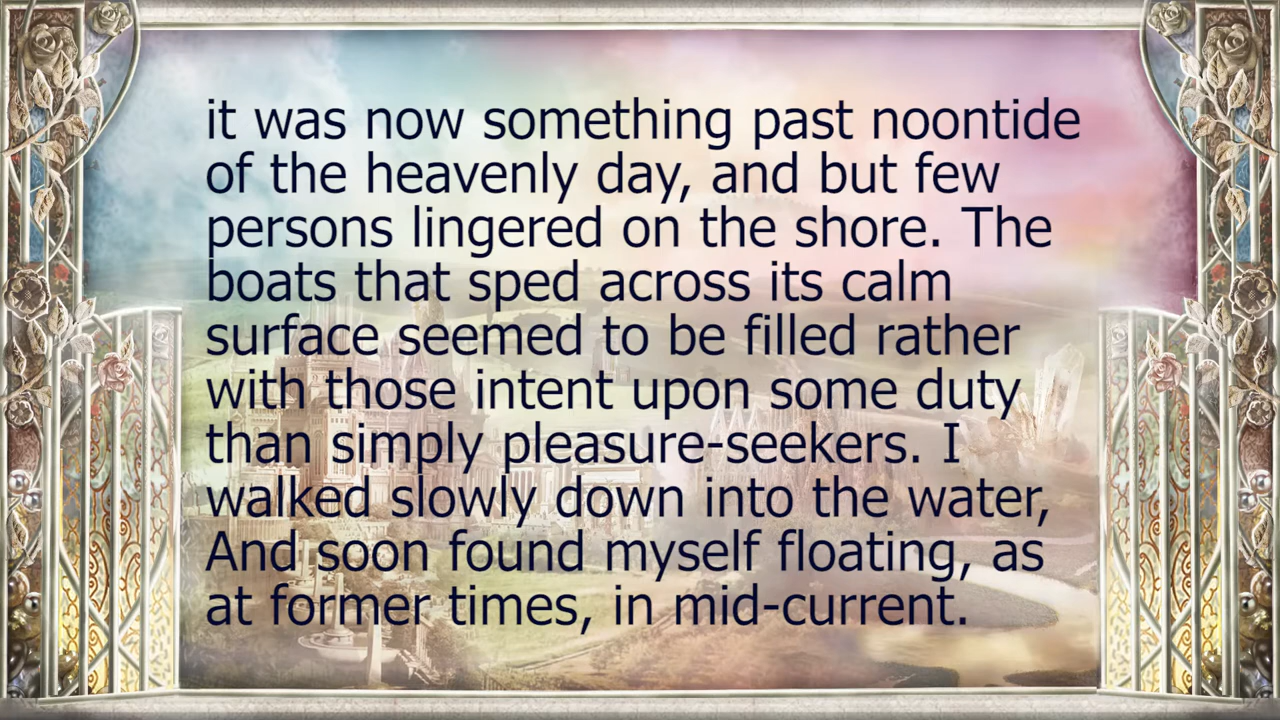 it was now something past noontide
of the heavenly day, and but few
persons lingered on the shore. The
boats that sped across its calm
surface seemed to be filled rather
with those intent upon some duty
than simply pleasure-seekers. I
walked slowly down into the water,
And soon found myself floating, as
at former times, in mid-current.